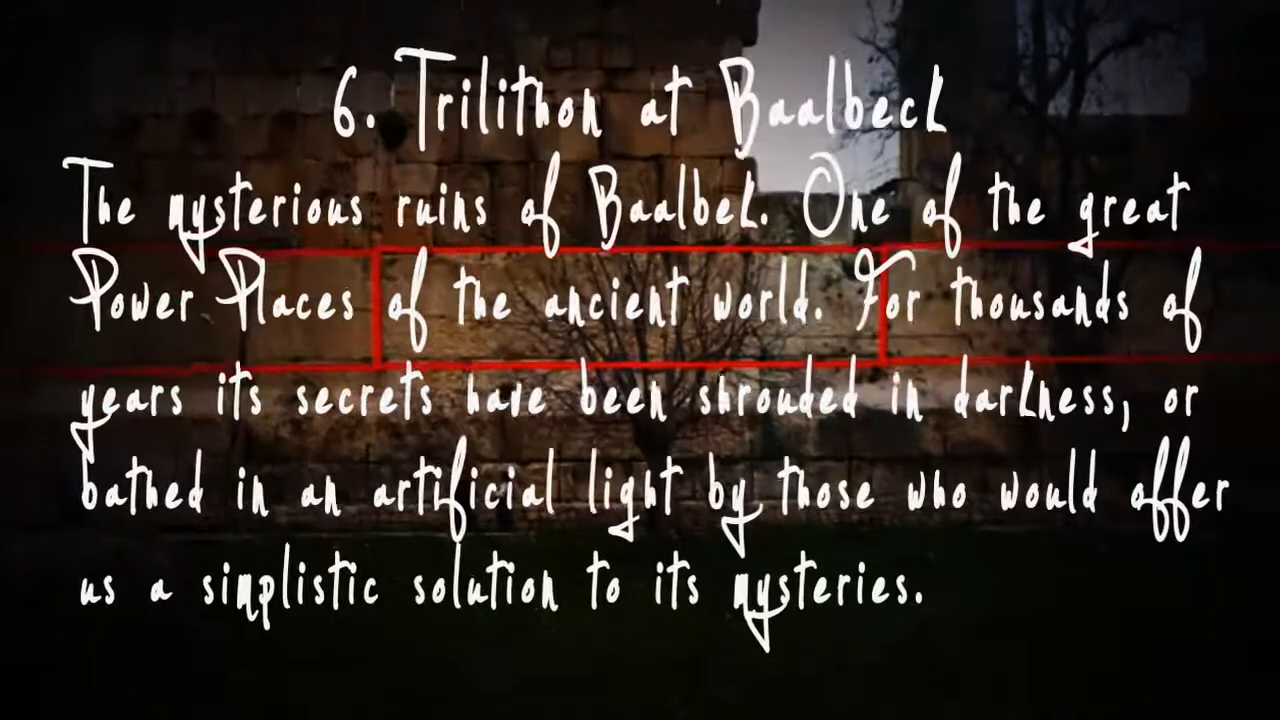 6. Trilithon at Baalbeck
The mysterious ruins of Baalbek. One of the great
Power Places of the ancient world. For thousands of
years its secrets have been shrouded in darkness, or
bathed in an artificial light by those who would offer
us a simplistic solution to its mysteries.